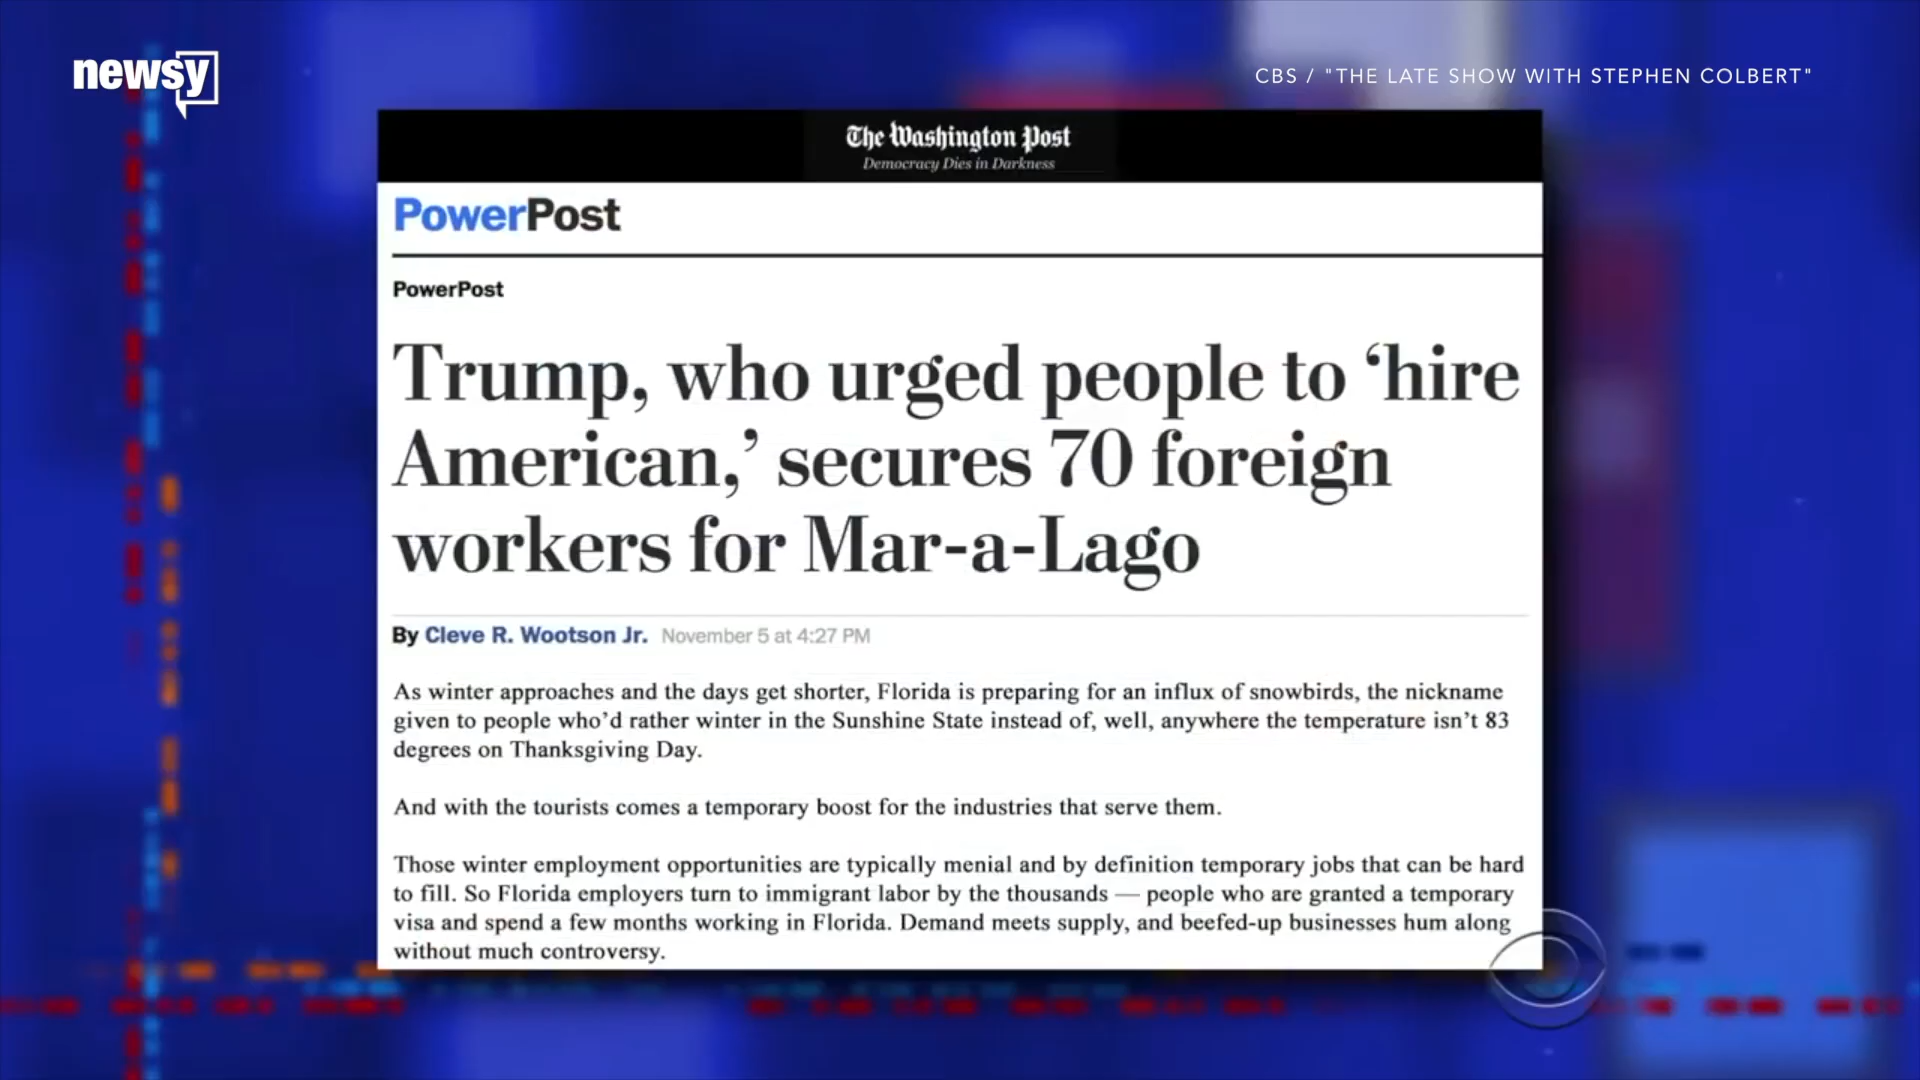 newsy
CBS / "THE LATE SHOW WITH STEPHEN COLBERT"
The Washington Post
Democracy Dies in Darkness
PowerPost
PowerPost
Trump, who urged people to ‘hire
American,’ secures 70 foreign
workers for Mar-a-Lago
By Cleve R. Wootson Jr. November 5 at 4:27 PM
As winter approaches and the days get shorter, Florida is preparing for an influx of snowbirds, the nickname
given to people who’d rather winter in the Sunshine State instead of, well, anywhere the temperature isn’t 83
degrees on Thanksgiving Day.
And with the tourists comes a temporary boost for the industries that serve them.
Those winter employment opportunities are typically menial and by definition temporary jobs that can be hard
to fill. So Florida employers turn to immigrant labor by the thousands — people who are granted a temporary
visa and spend a few months working in Florida. Demand meets supply, and beefed-up businesses hum along
without much controversy.